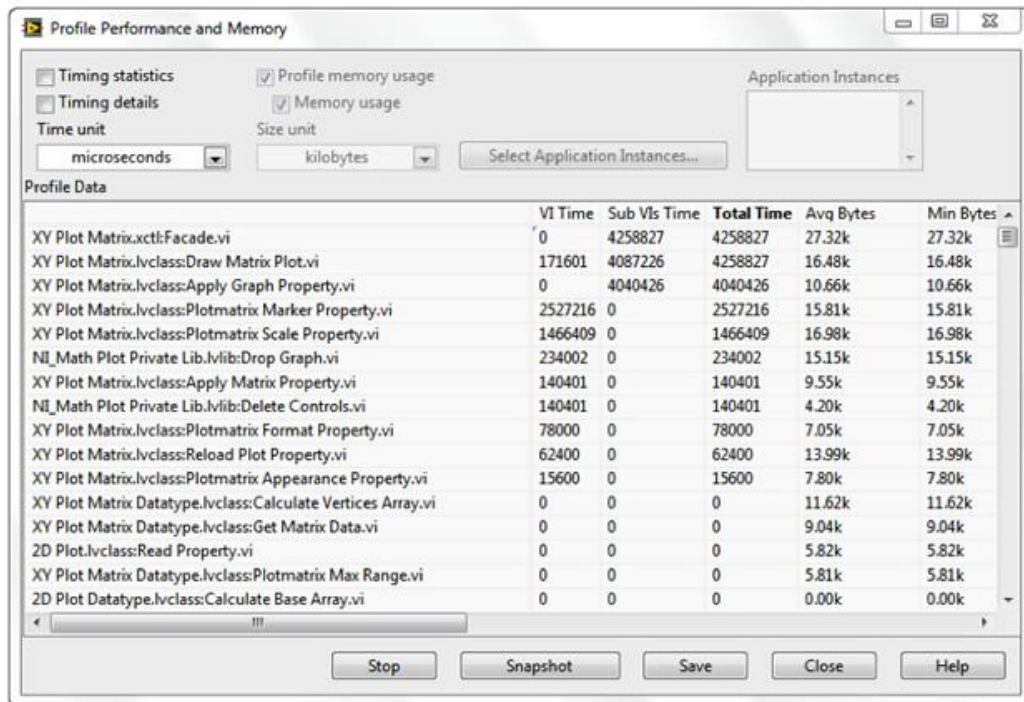 Profile Performance and Memory
Timing statistics Profile memory usage Application Instances
Timing details Memory usage
Time unit Size unit
microseconds kilobytes Select Application Instances...
Profile Data
VI Time Sub VIs Time Total Time Avg Bytes Min Bytes
XY Plot Matrix.xctl:Facade.vi 0 4258827 4258827 27.32k 27.32k
XY Plot Matrix.lvclass:Draw Matrix Plot.vi 171601 4087226 4258827 16.48k 16.48k
XY Plot Matrix.lvclass:Apply Graph Property.vi 0 4040426 4040426 10.66k 10.66k
XY Plot Matrix.lvclass:Plotmatrix Marker Property.vi 2527216 0 2527216 15.81k 15.81k
XY Plot Matrix.lvclass:Plotmatrix Scale Property.vi 1466409 0 1466409 16.98k 16.98k
NI_Math Plot Private Lib.lvlib:Drop Graph.vi 234002 0 234002 15.15k 15.15k
XY Plot Matrix.lvclass:Apply Matrix Property.vi 140401 0 140401 9.55k 9.55k
NI_Math Plot Private Lib.lvlib:Delete Controls.vi 140401 0 140401 4.20k 4.20k
XY Plot Matrix.lvclass:Plotmatrix Format Property.vi 78000 0 78000 7.05k 7.05k
XY Plot Matrix.lvclass:Reload Plot Property.vi 62400 0 62400 13.99k 13.99k
XY Plot Matrix.lvclass:Plotmatrix Appearance Property.vi 15600 0 15600 7.80k 7.80k
XY Plot Matrix Datatype.lvclass:Calculate Vertices Array.vi 0 0 0 11.62k 11.62k
XY Plot Matrix Datatype.lvclass:Get Matrix Data.vi 0 0 0 9.04k 9.04k
2D Plot.lvclass:Read Property.vi 0 0 0 5.82k 5.82k
XY Plot Matrix Datatype.lvclass:Plotmatrix Max Range.vi 0 0 0 5.81k 5.81k
2D Plot Datatype.lvclass:Calculate Base Array.vi 0 0 0 0.00k 0.00k
Stop Snapshot Save Close Help